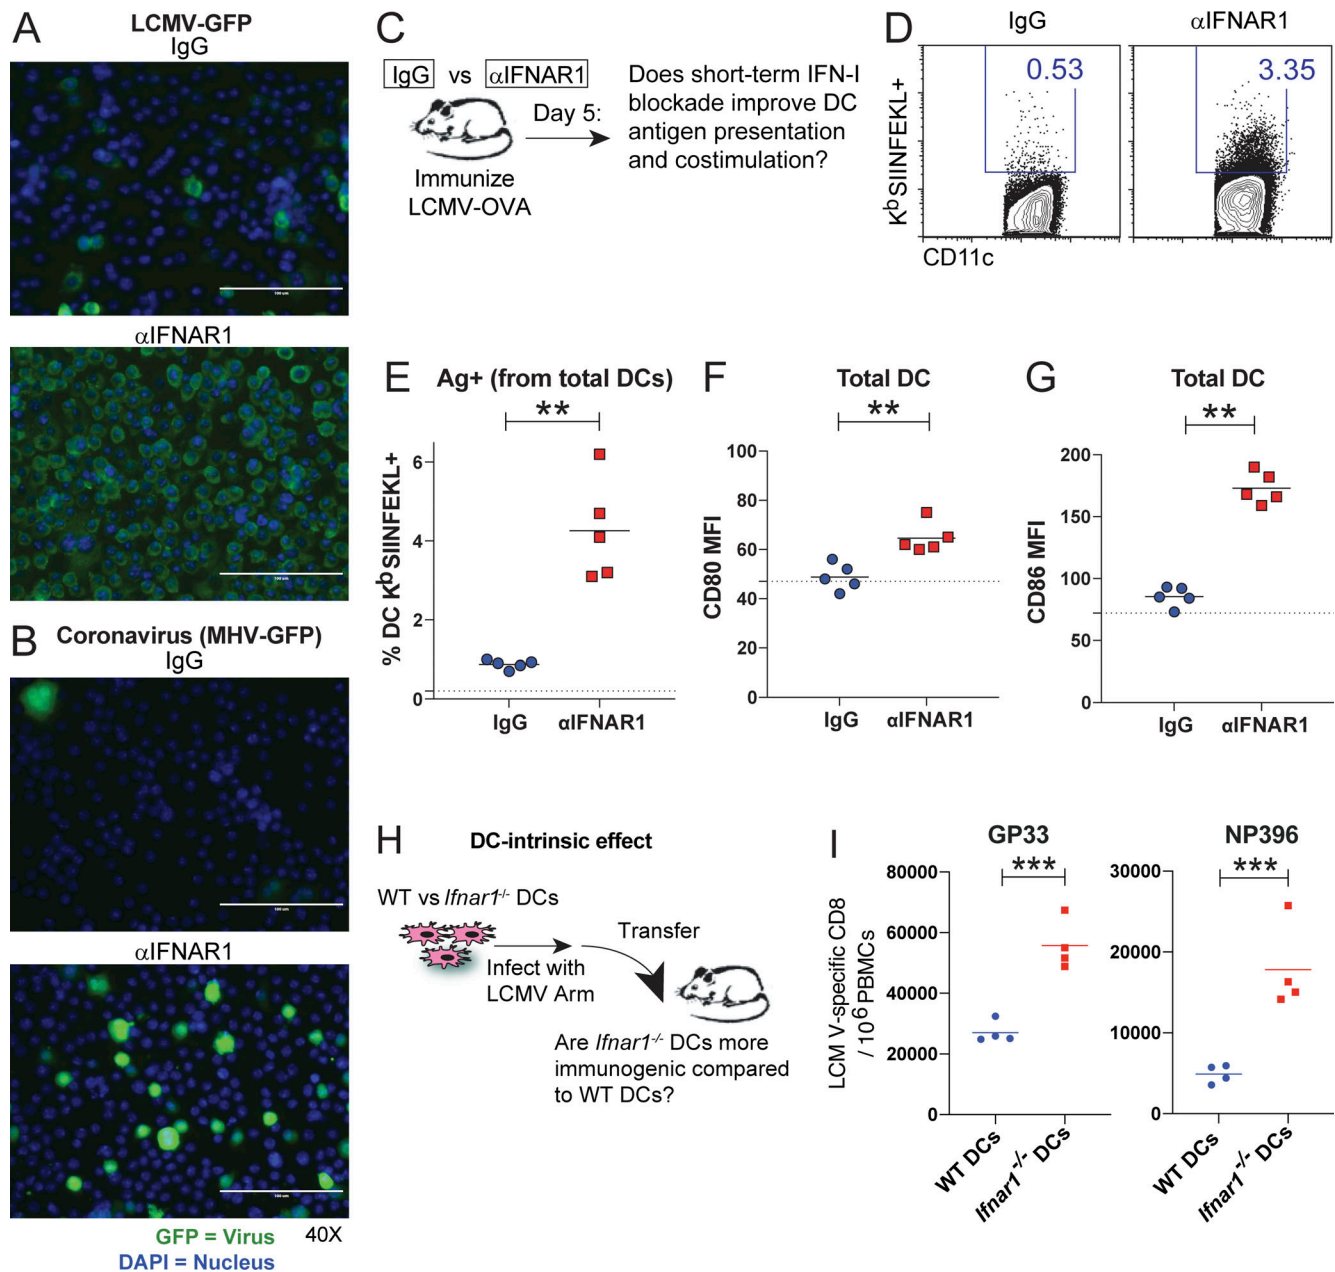 A
LCMV-GFP
IgG
αIFNAR1
B
Coronavirus (MHV-GFP)
IgG
αIFNAR1
GFP = Virus
40X
DAPI = Nucleus
C
IgG vs αIFNAR1
Day 5:
Immunize
LCMV-OVA
Does short-term IFN-I
blockade improve DC
antigen presentation
and costimulation?
D
IgG
αIFNAR1
0.53
3.35
KbSIINFEKL+
CD11c
E
Ag+ (from total DCs)
**
% DC KbSIINFEKL+
6
4
2
0
IgG
αIFNAR1
F
Total DC
**
CD80 MFI
100
80
60
40
20
0
IgG
αIFNAR1
G
Total DC
**
CD86 MFI
200
150
100
50
0
IgG
αIFNAR1
H
DC-intrinsic effect
WT vs Ifnar1-/- DCs
Infect with
LCMV Arm
Transfer
Are Ifnar1-/- DCs more
immunogenic compared
to WT DCs?
I
GP33
***
LCM V-specific CD8
/ 10⁶ PBMCs
80000
60000
40000
20000
0
WT DCs
Ifnar1-/- DCs
NP396
***
30000
20000
10000
0
WT DCs
Ifnar1-/- DCs